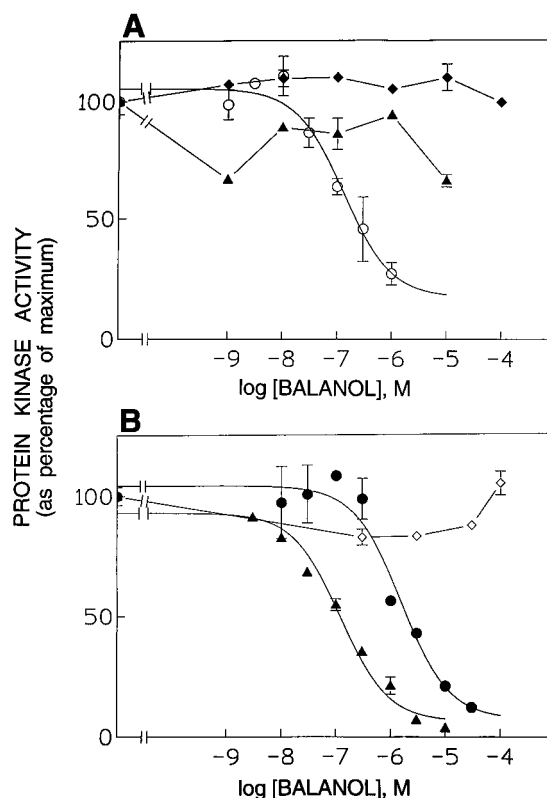 A
100
50
0
-9 -8 -7 -6 -5 -4
log [BALANOL], M
PROTEIN KINASE ACTIVITY
(as percentage of maximum)
B
100
50
0
-9 -8 -7 -6 -5 -4
log [BALANOL], M